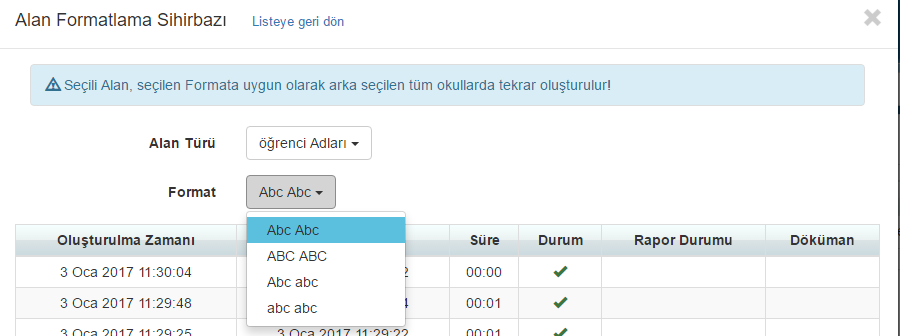 Alan Formatlama Sihirbazı Listeye geri dön
Seçili Alan, seçilen Formata uygun olarak arka seçilen tüm okullarda tekrar oluşturulur!
Alan Türü öğrenci Adları
Format Abc Abc
Abc Abc
ABC ABC
Abc abc
abc abc
Oluşturulma Zamanı Süre Durum Rapor Durumu Döküman
3 Oca 2017 11:30:04 2 00:00
3 Oca 2017 11:29:48 4 00:01
3 Oca 2017 11:29:25 3 Oca 2017 11:29:22 00:01